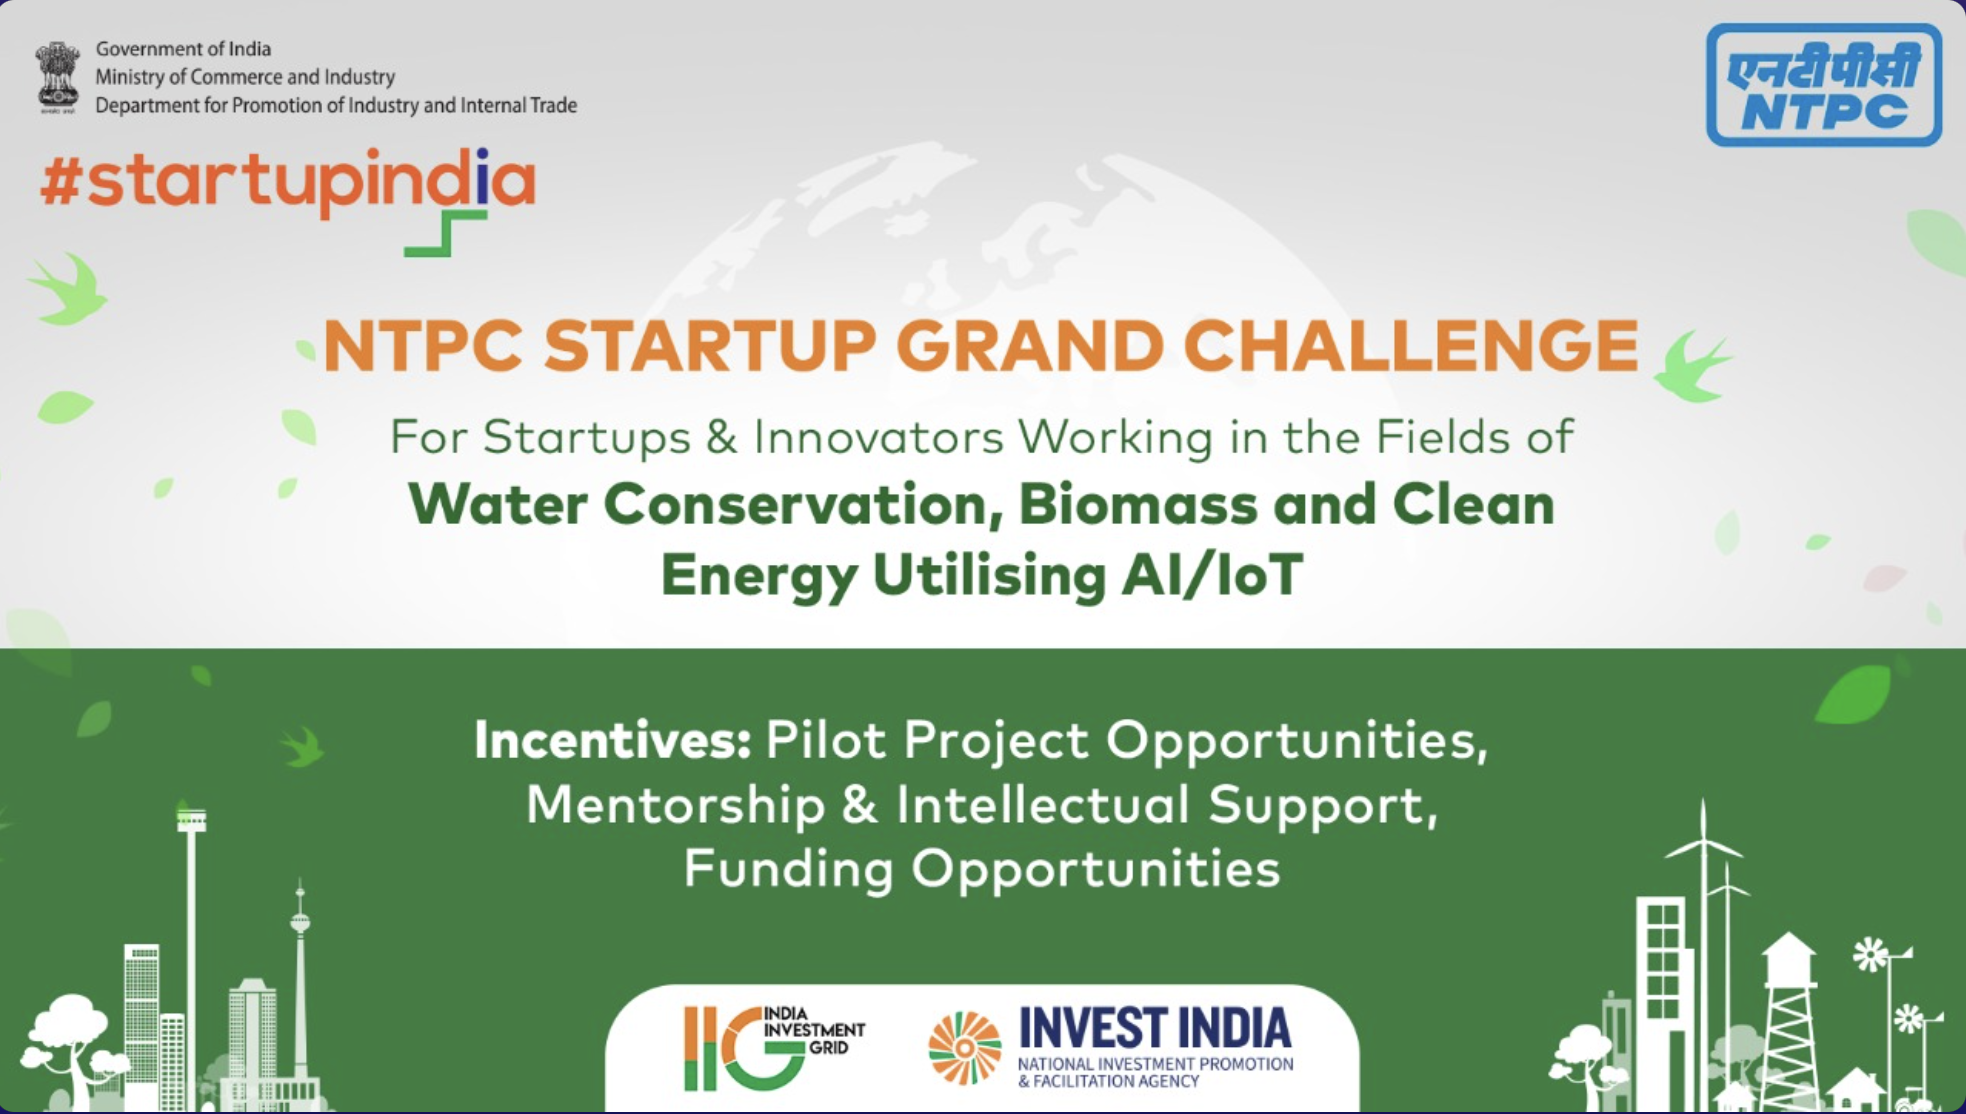 Government of India
Ministry of Commerce and Industry
Department for Promotion of Industry and Internal Trade
#startupindia
एनटीपीसी
NTPC
NTPC STARTUP GRAND CHALLENGE
For Startups & Innovators Working in the Fields of
Water Conservation, Biomass and Clean
Energy Utilising AI/IoT
Incentives: Pilot Project Opportunities,
Mentorship & Intellectual Support,
Funding Opportunities
IIG
INDIA
INVESTMENT
GRID
INVEST INDIA
NATIONAL INVESTMENT PROMOTION
& FACILITATION AGENCY